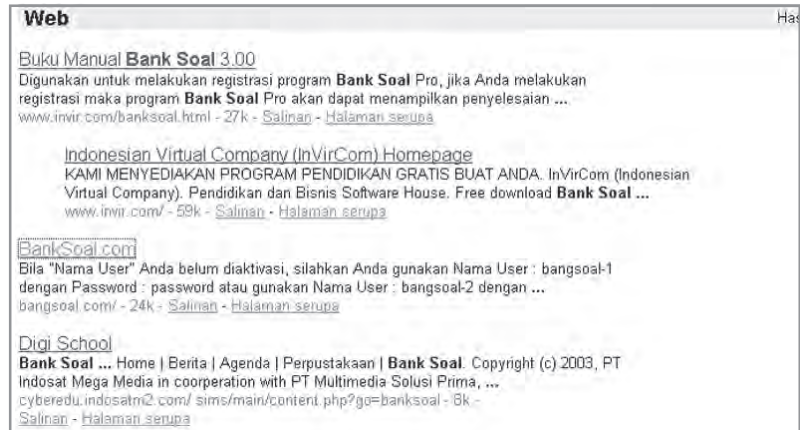 Web
Has
Buku Manual Bank Soal 3.00
Digunakan untuk melakukan registrasi program Bank Soal Pro, jika Anda melakukan
registrasi maka program Bank Soal Pro akan dapat menampilkan penyelesaian ...
www.invir.com/banksoal.html - 27k - Salinan - Halaman serupa
Indonesian Virtual Company (InVirCom) Homepage
KAMI MENYEDIAKAN PROGRAM PENDIDIKAN GRATIS BUAT ANDA. InVirCom (Indonesian
Virtual Company). Pendidikan dan Bisnis Software House. Free download Bank Soal ...
www.invir.com/ - 59k - Salinan - Halaman serupa
BankSoal.com
Bila "Nama User" Anda belum diaktivasi, silahkan Anda gunakan Nama User : bangsoal-1
dengan Password : password atau gunakan Nama User : bangsoal-2 dengan ...
bangsoal.com/ - 24k - Salinan - Halaman serupa
Digi School
Bank Soal ... Home | Berita | Agenda | Perpustakaan | Bank Soal. Copyright (c) 2003, PT
Indosat Mega Media in coorperation with PT Multimedia Solusi Prima, ...
cyberedu.indosatm2.com/ sims/main/content.php?go=banksoal - 8k -
Salinan - Halaman serupa